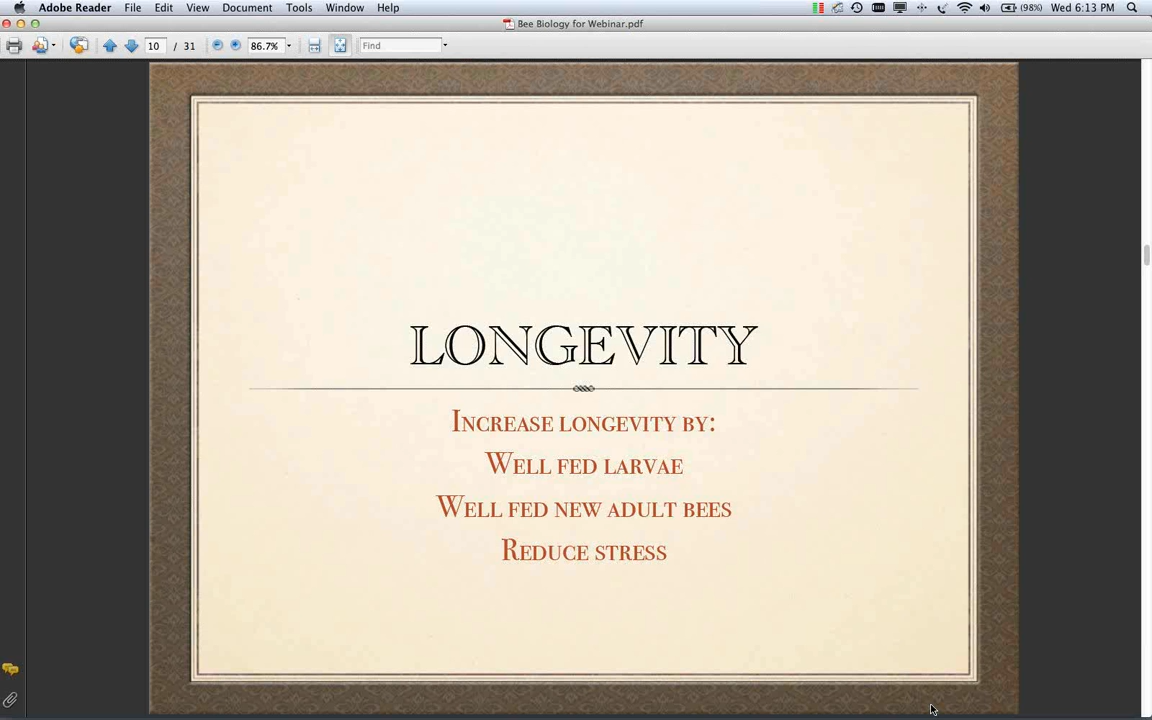 Adobe Reader File Edit View Document Tools Window Help (98%) Wed 6:13 PM
Bee Biology for Webinar.pdf
10 / 31 86.7% Find
LONGEVITY
Increase longevity by:
Well fed larvae
Well fed new adult bees
Reduce stress